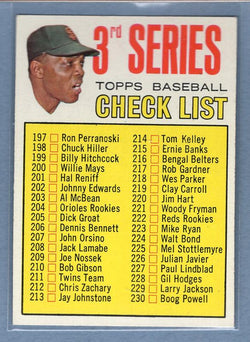 3rd SERIES
TOPPS BASEBALL
CHECK LIST
197 Ron Perranoski
198 Chuck Hiller
199 Billy Hitchcock
200 Willie Mays
201 Hal Reniff
202 Johnny Edwards
203 Al McBean
204 Orioles Rookies
205 Dick Groat
206 Dennis Bennett
207 John Orsino
208 Jack Lamabe
209 Joe Nossek
210 Bob Gibson
211 Twins Team
212 Chris Zachary
213 Jay Johnstone
214 Tom Kelley
215 Ernie Banks
216 Bengal Belters
217 Rob Gardner
218 Wes Parker
219 Clay Carroll
220 Jim Hart
221 Woody Fryman
222 Reds Rookies
223 Mike Ryan
224 Walt Bond
225 Mel Stottlemyre
226 Julian Javier
227 Paul Lindblad
228 Gil Hodges
229 Larry Jackson
230 Boog Powell